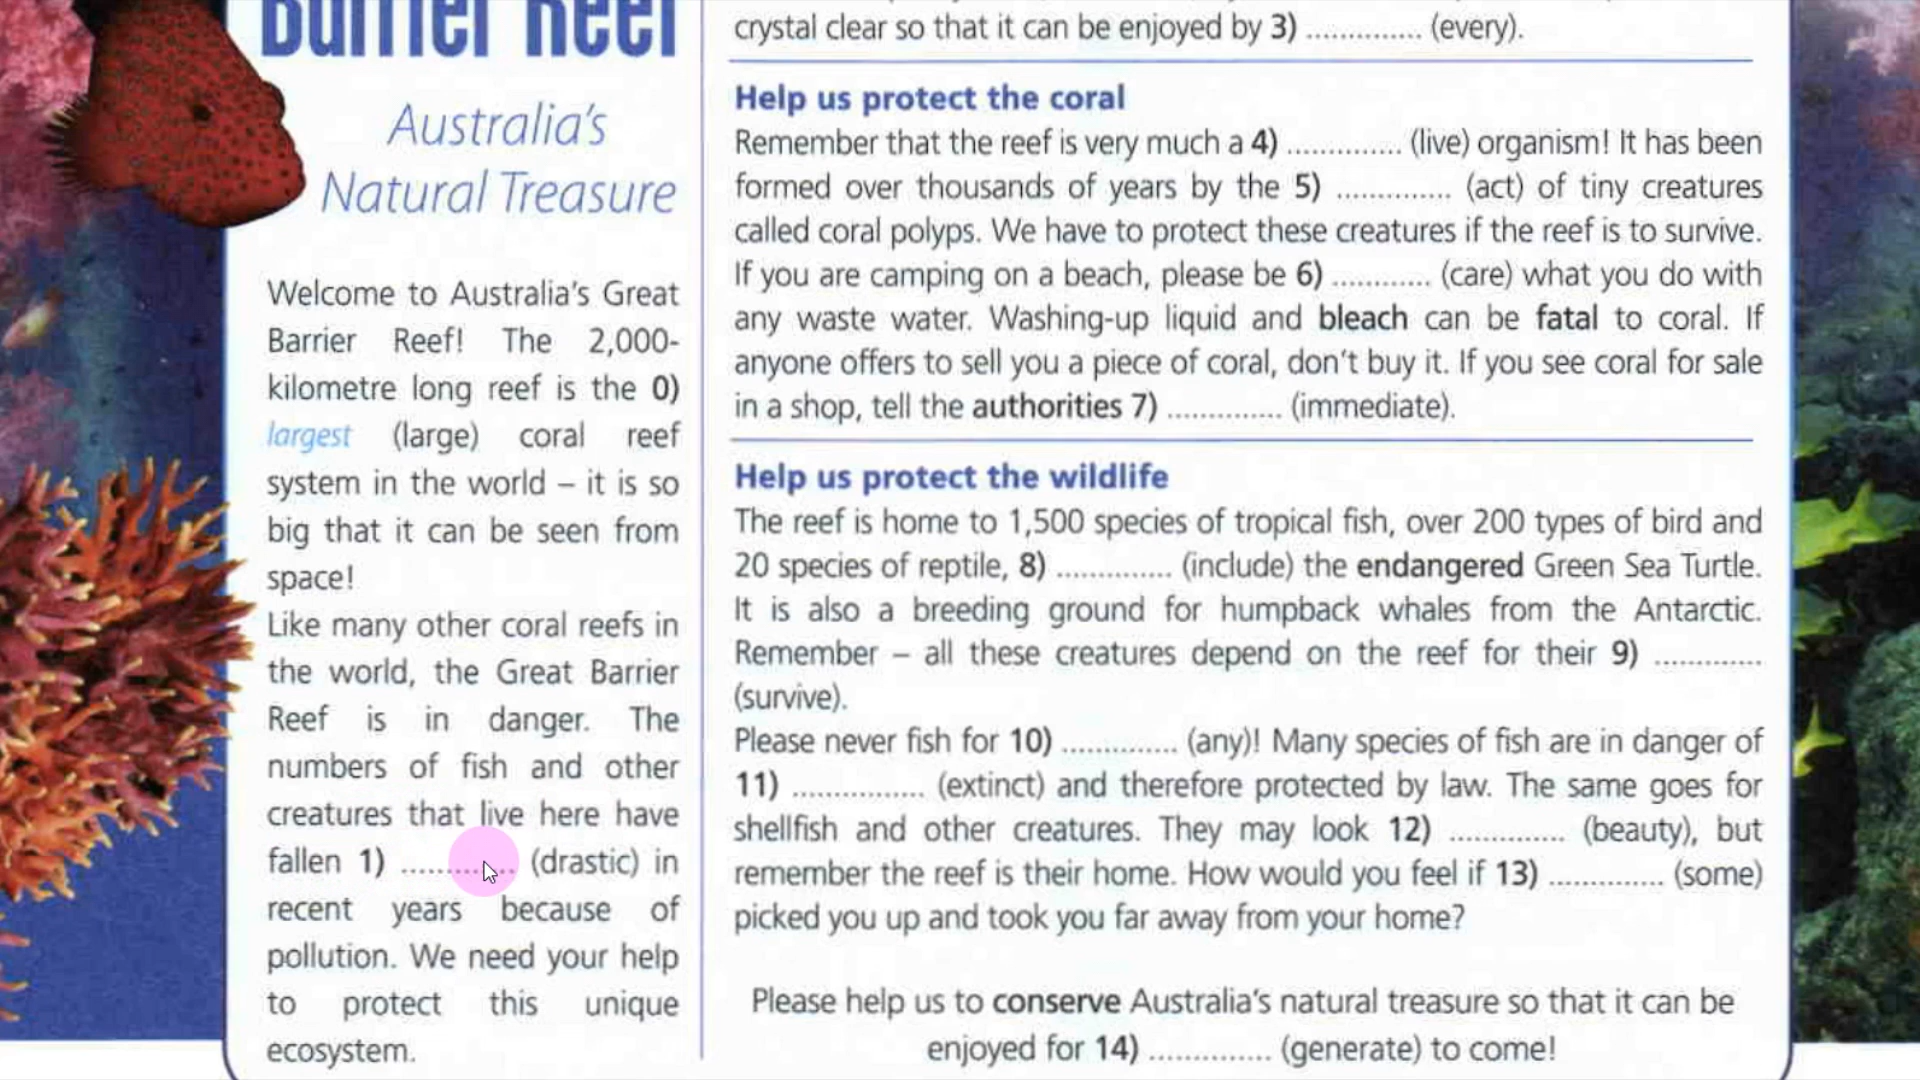 Barrier Reef
Australia's
Natural Treasure
Welcome to Australia's Great
Barrier Reef! The 2,000-
kilometre long reef is the 0)
largest (large) coral reef
system in the world – it is so
big that it can be seen from
space!
Like many other coral reefs in
the world, the Great Barrier
Reef is in danger. The
numbers of fish and other
creatures that live here have
fallen 1) .............. (drastic) in
recent years because of
pollution. We need your help
to protect this unique
ecosystem.
crystal clear so that it can be enjoyed by 3) .............. (every).
Help us protect the coral
Remember that the reef is very much a 4) .............. (live) organism! It has been
formed over thousands of years by the 5) .............. (act) of tiny creatures
called coral polyps. We have to protect these creatures if the reef is to survive.
If you are camping on a beach, please be 6) ............ (care) what you do with
any waste water. Washing-up liquid and bleach can be fatal to coral. If
anyone offers to sell you a piece of coral, don't buy it. If you see coral for sale
in a shop, tell the authorities 7) .............. (immediate).
Help us protect the wildlife
The reef is home to 1,500 species of tropical fish, over 200 types of bird and
20 species of reptile, 8) .............. (include) the endangered Green Sea Turtle.
It is also a breeding ground for humpback whales from the Antarctic.
Remember – all these creatures depend on the reef for their 9) .............
(survive).
Please never fish for 10) .............. (any)! Many species of fish are in danger of
11) ................ (extinct) and therefore protected by law. The same goes for
shellfish and other creatures. They may look 12) .............. (beauty), but
remember the reef is their home. How would you feel if 13) .............. (some)
picked you up and took you far away from your home?
Please help us to conserve Australia's natural treasure so that it can be
enjoyed for 14) ............... (generate) to come!